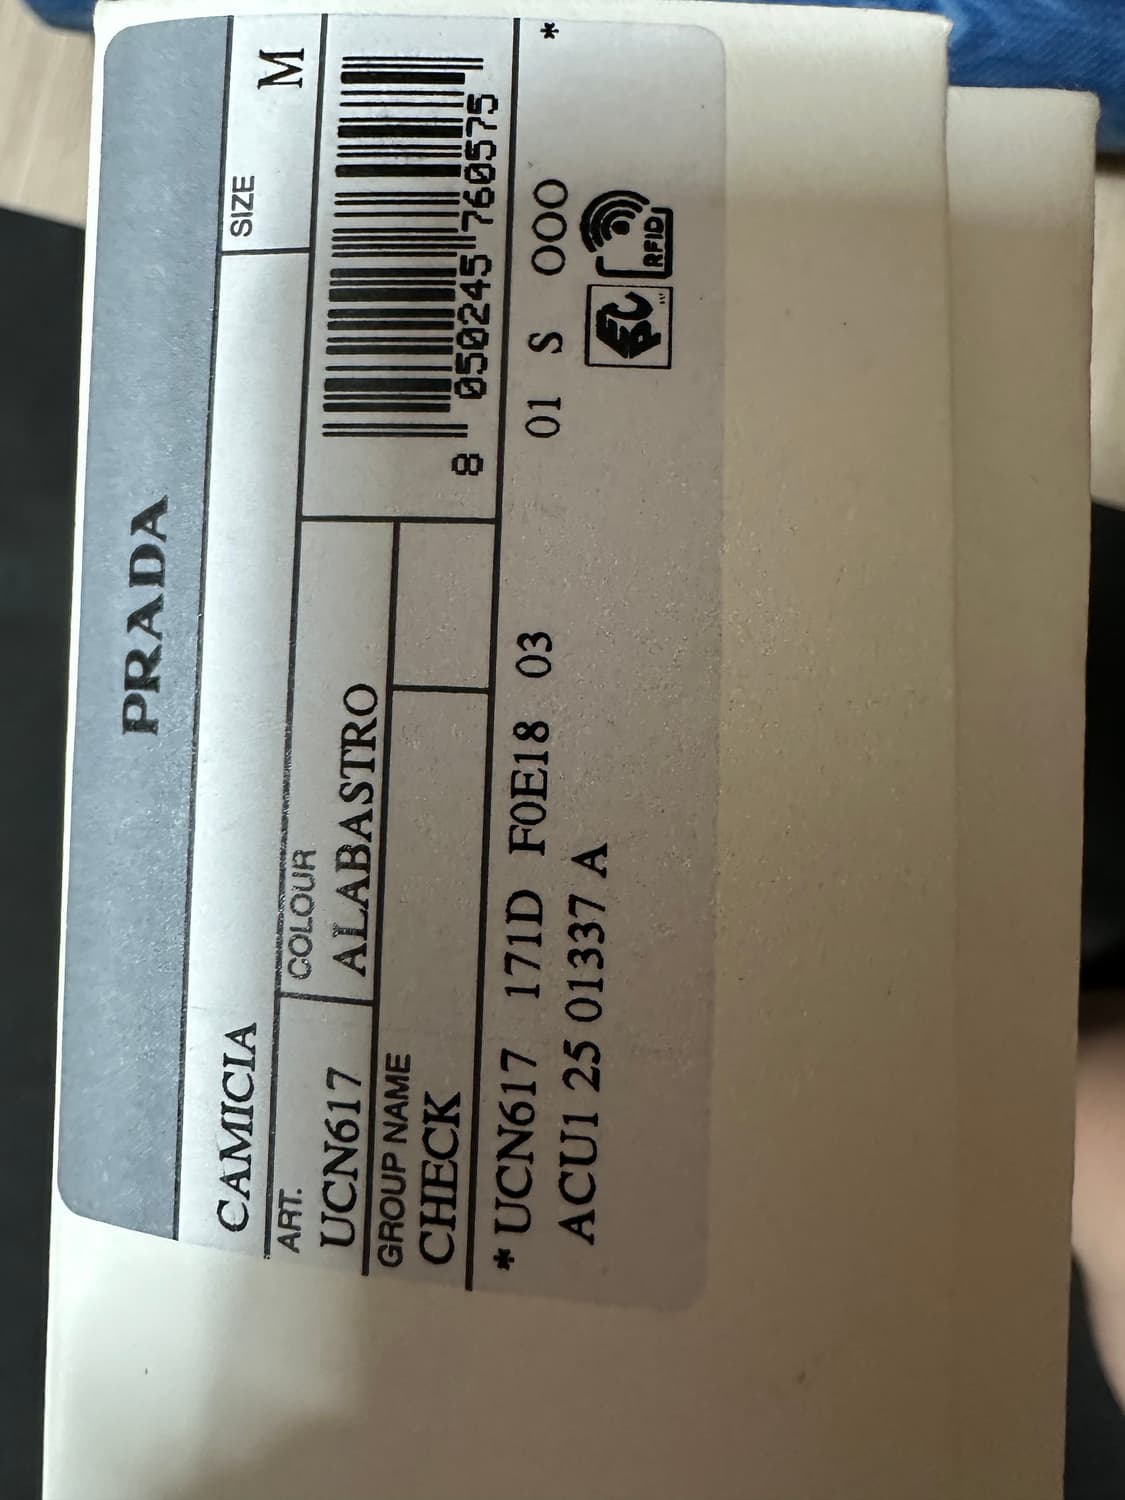 PRADA
CAMICIA
SIZE
M
ART.
UCN617
COLOUR
ALABASTRO
GROUP NAME
CHECK
8 050245 760575
*UCN617 171D F0E18 03 01 S OOO *
ACU1 25 01337 A
RFID